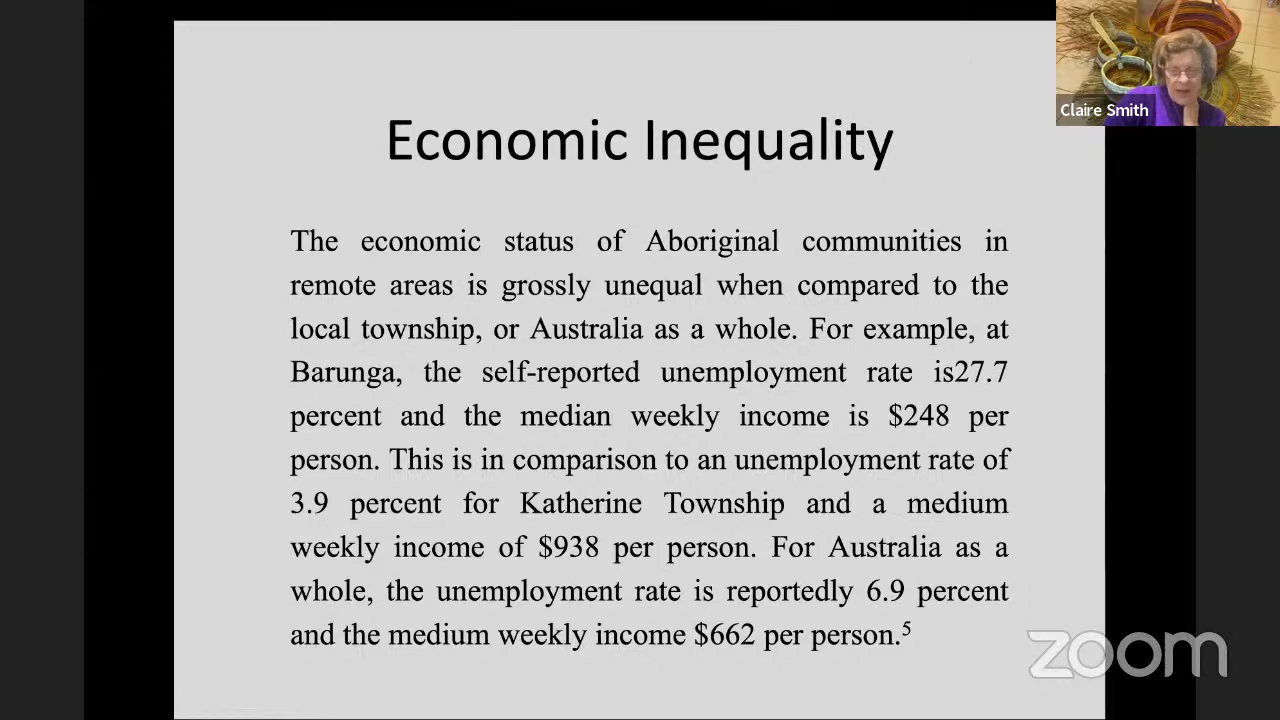 Claire Smith
Economic Inequality
The economic status of Aboriginal communities in
remote areas is grossly unequal when compared to the
local township, or Australia as a whole. For example, at
Barunga, the self-reported unemployment rate is27.7
percent and the median weekly income is $248 per
person. This is in comparison to an unemployment rate of
3.9 percent for Katherine Township and a medium
weekly income of $938 per person. For Australia as a
whole, the unemployment rate is reportedly 6.9 percent
and the medium weekly income $662 per person.⁵
zoom